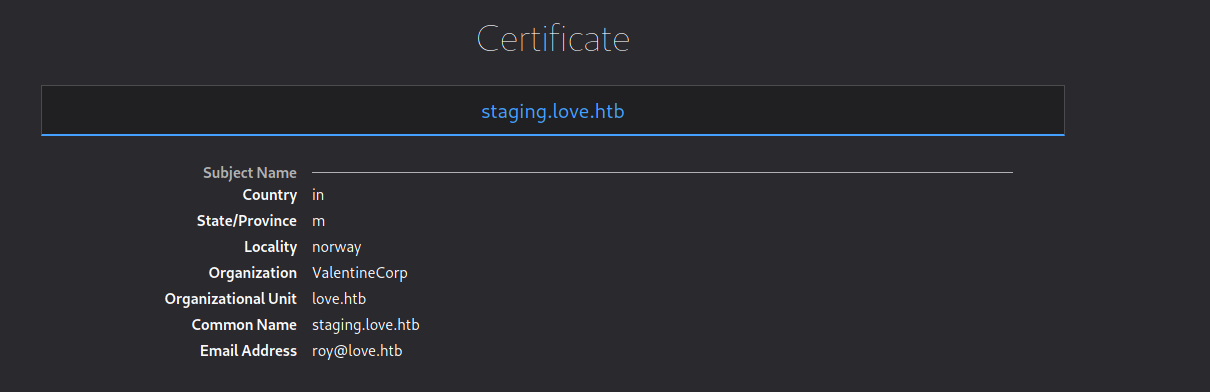 Certificate
staging.love.htb
Subject Name
Country in
State/Province m
Locality norway
Organization ValentineCorp
Organizational Unit love.htb
Common Name staging.love.htb
Email Address roy@love.htb